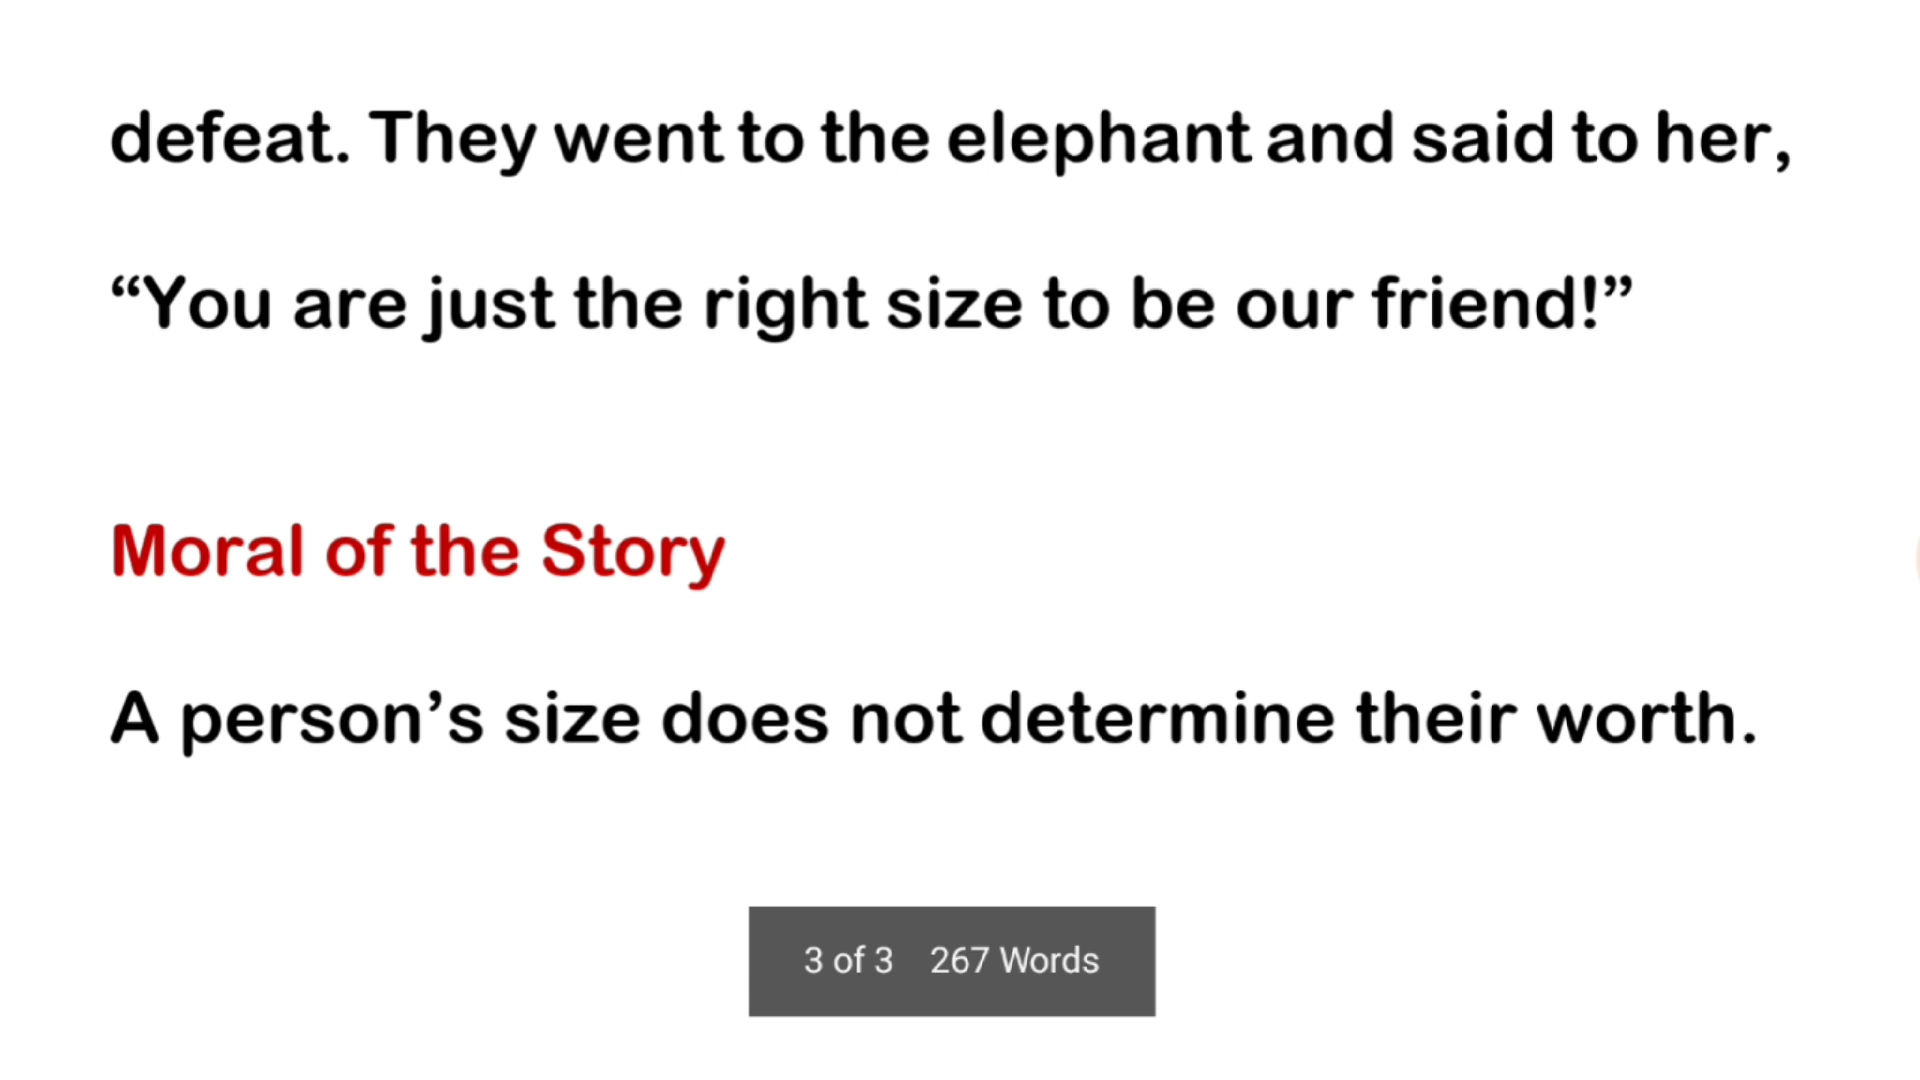 defeat. They went to the elephant and said to her,
“You are just the right size to be our friend!”
Moral of the Story
A person’s size does not determine their worth.
3 of 3 267 Words